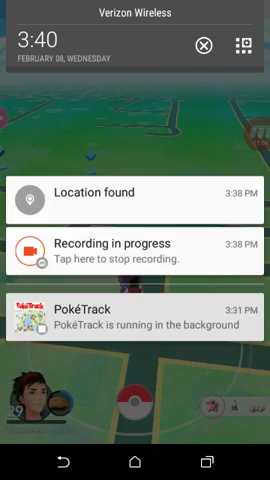 Verizon Wireless
3:40
FEBRUARY 08, WEDNESDAY
Location found 3:38 PM
Recording in progress 3:38 PM
Tap here to stop recording.
PokéTrack
PokéTrack 3:31 PM
PokéTrack is running in the background
29